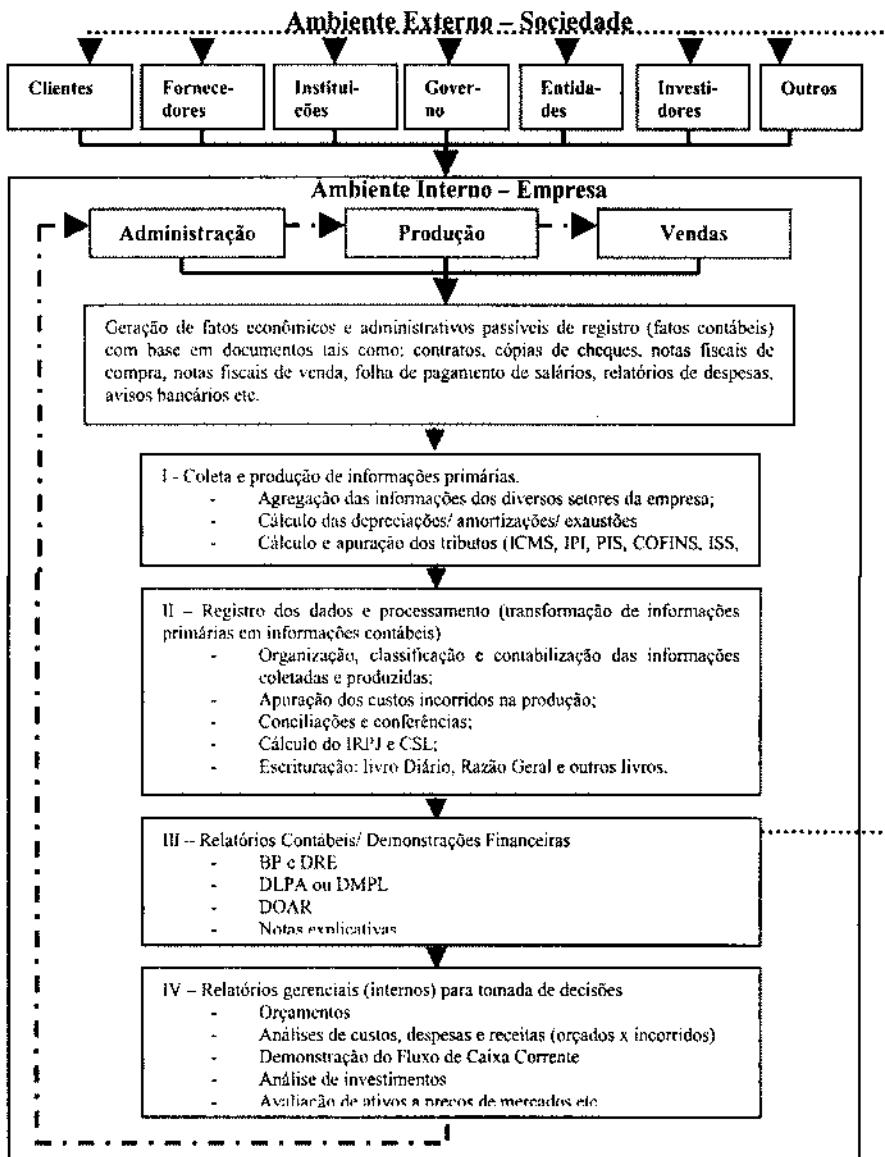 Ambiente Externo – Sociedade
Clientes
Fornece-
dores
Institui-
ções
Gover-
no
Entida-
des
Investi-
dores
Outros
Ambiente Interno – Empresa
Administração
Produção
Vendas
Geração de fatos econômicos e administrativos passíveis de registro (fatos contábeis)
com base em documentos tais como: contratos, cópias de cheques, notas fiscais de
compra, notas fiscais de venda, folha de pagamento de salários, relatórios de despesas,
avisos bancários etc.
I - Coleta e produção de informações primárias.
- Agregação das informações dos diversos setores da empresa;
- Cálculo das depreciações/ amortizações/ exaustões
- Cálculo e apuração dos tributos (ICMS, IPI, PIS, COFINS, ISS,
II – Registro dos dados e processamento (transformação de informações
primárias em informações contábeis)
- Organização, classificação e contabilização das informações
coletadas e produzidas;
- Apuração dos custos incorridos na produção;
- Conciliações e conferências;
- Cálculo do IRPJ e CSL;
- Escrituração: livro Diário, Razão Geral e outros livros.
III – Relatórios Contábeis/ Demonstrações Financeiras
- BP e DRE
- DLPA ou DMPL
- DOAR
- Notas explicativas
IV – Relatórios gerenciais (internos) para tomada de decisões
- Orçamentos
- Análises de custos, despesas e receitas (orçados x incorridos)
- Demonstração do Fluxo de Caixa Corrente
- Análise de investimentos
- Avaliação de ativos a preços de mercados etc